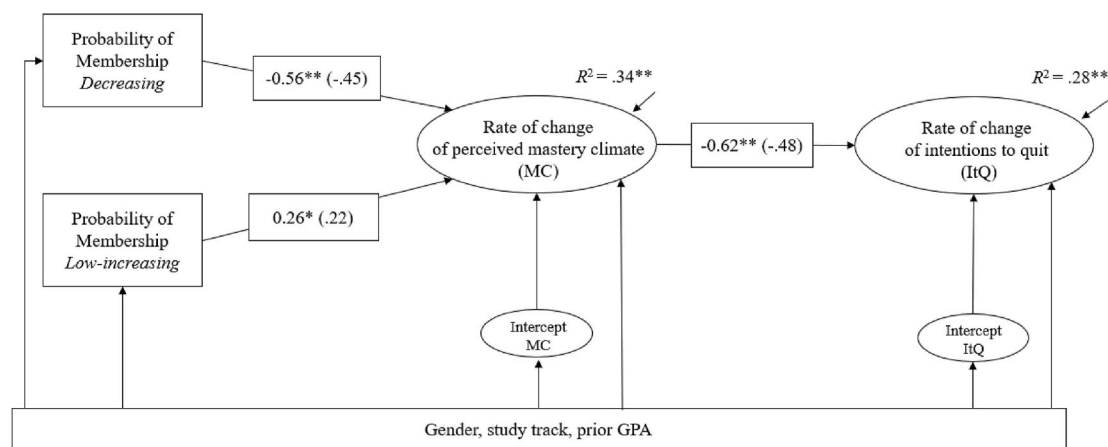 Probability of
Membership
Decreasing
-0.56** (-.45)
R² = .34**
R² = .28**
Rate of change
of perceived mastery climate
(MC)
-0.62** (-.48)
Rate of change
of intentions to quit
(ItQ)
Probability of
Membership
Low-increasing
0.26* (.22)
Intercept
MC
Intercept
ItQ
Gender, study track, prior GPA